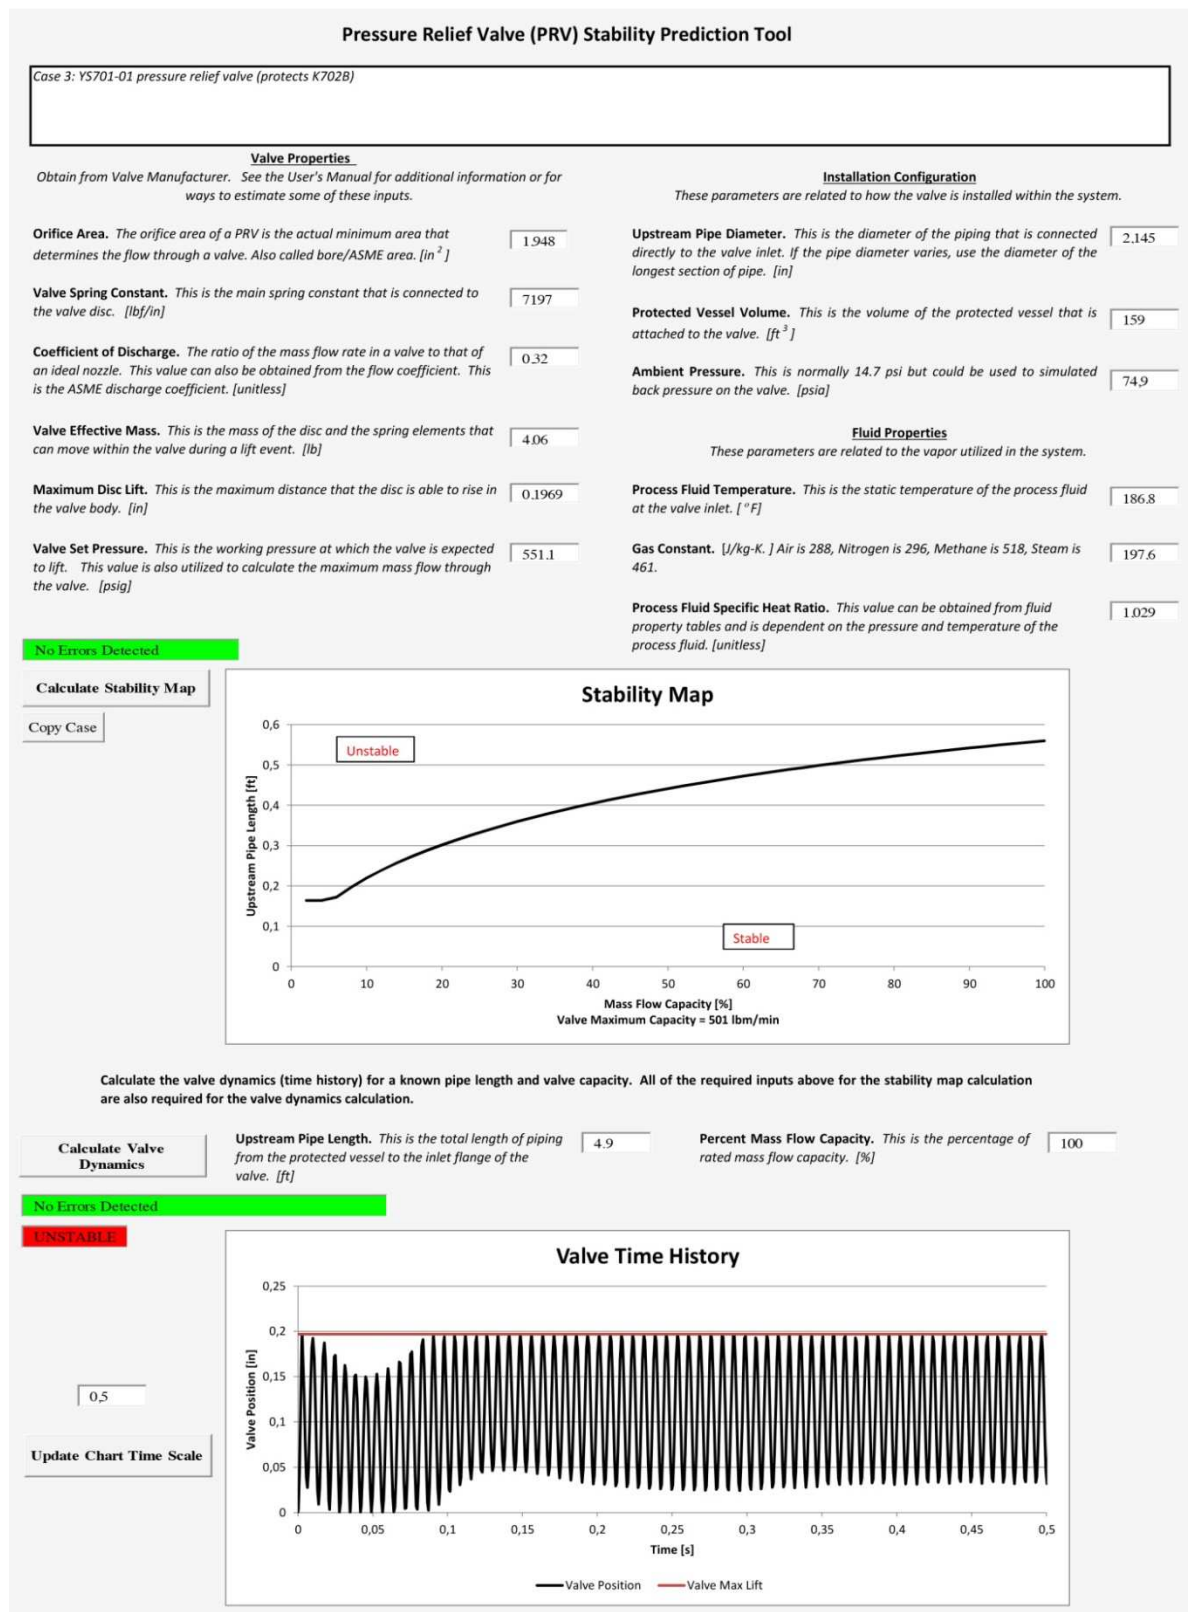 Pressure Relief Valve (PRV) Stability Prediction Tool
Case 3: YS701-01 pressure relief valve (protects K702B)
Valve Properties
Obtain from Valve Manufacturer. See the User's Manual for additional information or for
ways to estimate some of these inputs.
Orifice Area. The orifice area of a PRV is the actual minimum area that
determines the flow through a valve. Also called bore/ASME area. [in 2 ]
1.948
Valve Spring Constant. This is the main spring constant that is connected to
the valve disc. [lbf/in]
7197
Coefficient of Discharge. The ratio of the mass flow rate in a valve to that of
an ideal nozzle. This value can also be obtained from the flow coefficient. This
is the ASME discharge coefficient. [unitless]
0.32
Valve Effective Mass. This is the mass of the disc and the spring elements that
can move within the valve during a lift event. [lb]
4.06
Maximum Disc Lift. This is the maximum distance that the disc is able to rise in
the valve body. [in]
0.1969
Valve Set Pressure. This is the working pressure at which the valve is expected
to lift. This value is also utilized to calculate the maximum mass flow through
the valve. [psig]
551.1
Installation Configuration
These parameters are related to how the valve is installed within the system.
Upstream Pipe Diameter. This is the diameter of the piping that is connected
directly to the valve inlet. If the pipe diameter varies, use the diameter of the
longest section of pipe. [in]
2,145
Protected Vessel Volume. This is the volume of the protected vessel that is
attached to the valve. [ft 3 ]
159
Ambient Pressure. This is normally 14.7 psi but could be used to simulated
back pressure on the valve. [psia]
74,9
Fluid Properties
These parameters are related to the vapor utilized in the system.
Process Fluid Temperature. This is the static temperature of the process fluid
at the valve inlet. [ °F]
186.8
Gas Constant. [J/kg-K. ] Air is 288, Nitrogen is 296, Methane is 518, Steam is
461.
197.6
Process Fluid Specific Heat Ratio. This value can be obtained from fluid
property tables and is dependent on the pressure and temperature of the
process fluid. [unitless]
1.029
No Errors Detected
Calculate Stability Map
Copy Case
Stability Map
Unstable
Stable
Upstream Pipe Length [ft]
0,6
0,5
0,4
0,3
0,2
0,1
0
0 10 20 30 40 50 60 70 80 90 100
Mass Flow Capacity [%]
Valve Maximum Capacity = 501 lbm/min
Calculate the valve dynamics (time history) for a known pipe length and valve capacity. All of the required inputs above for the stability map calculation
are also required for the valve dynamics calculation.
Calculate Valve
Dynamics
Upstream Pipe Length. This is the total length of piping
from the protected vessel to the inlet flange of the
valve. [ft]
4.9
Percent Mass Flow Capacity. This is the percentage of
rated mass flow capacity. [%]
100
No Errors Detected
UNSTABLE
0,5
Update Chart Time Scale
Valve Time History
Valve Position [in]
0,25
0,2
0,15
0,1
0,05
0
0 0,05 0,1 0,15 0,2 0,25 0,3 0,35 0,4 0,45 0,5
Time [s]
Valve Position Valve Max Lift